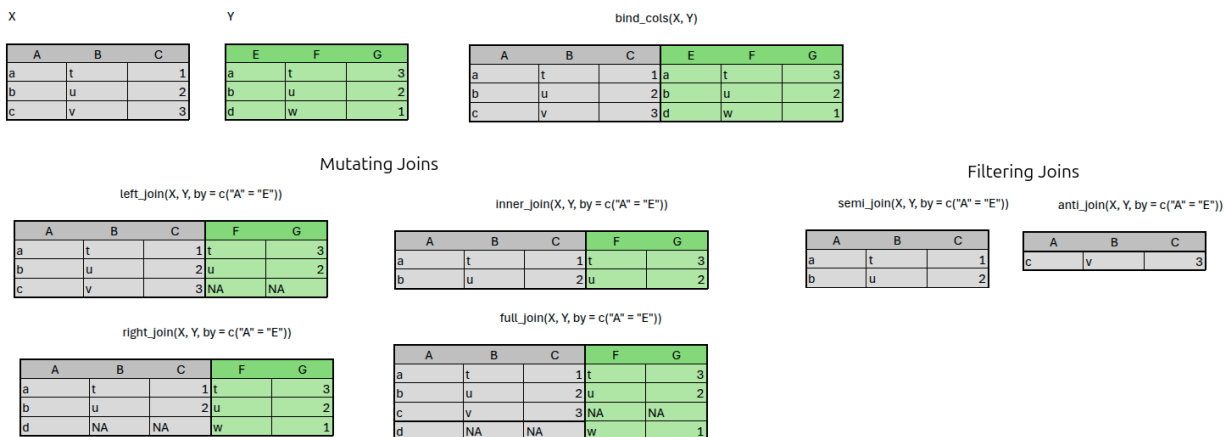 X Y bind_cols(X, Y)
A B C E F G A B C E F G
a t 1 a t 3 a t 1 a t 3
b u 2 b u 2 b u 2 b u 2
c v 3 d w 1 c v 3 d w 1
Mutating Joins
Filtering Joins
left_join(X, Y, by = c("A" = "E"))
A B C F G
a t 1 t 3
b u 2 u 2
c v 3 NA NA
inner_join(X, Y, by = c("A" = "E"))
A B C F G
a t 1 t 3
b u 2 u 2
semi_join(X, Y, by = c("A" = "E"))
A B C
a t 1
b u 2
anti_join(X, Y, by = c("A" = "E"))
A B C
c v 3
right_join(X, Y, by = c("A" = "E"))
A B C F G
a t 1 t 3
b u 2 u 2
d NA NA w 1
full_join(X, Y, by = c("A" = "E"))
A B C F G
a t 1 t 3
b u 2 u 2
c v 3 NA NA
d NA NA w 1